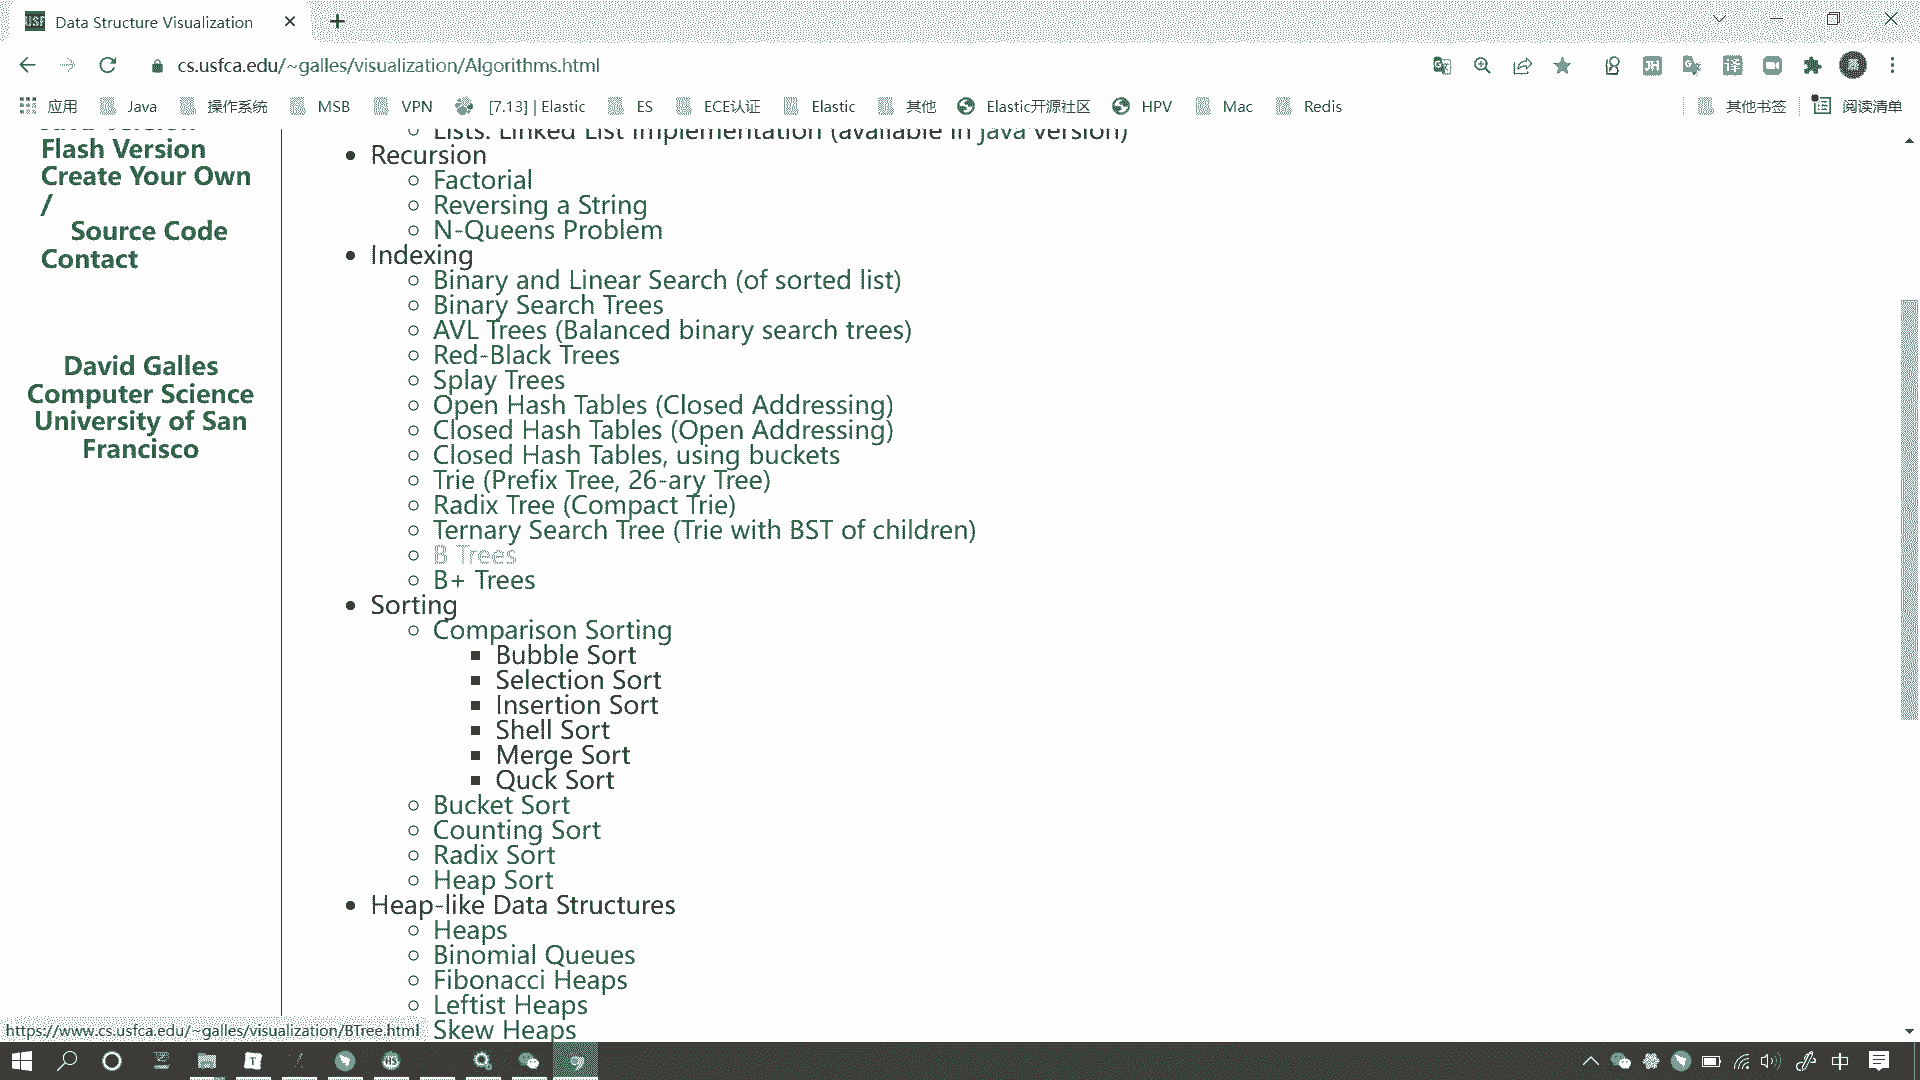 Data Structure Visualization
cs.usfca.edu/~galles/visualization/Algorithms.html
应用 Java 操作系统 MSB VPN [7.13] | Elastic ES ECE认证 Elastic 其他 Elastic开源社区 HPV Mac Redis 其他书签 阅读清单
Java Version
Flash Version
Create Your Own
/
Source Code
Contact
David Galles
Computer Science
University of San
Francisco
Lists: Linked List Implementation (available in java version)
Recursion
Factorial
Reversing a String
N-Queens Problem
Indexing
Binary and Linear Search (of sorted list)
Binary Search Trees
AVL Trees (Balanced binary search trees)
Red-Black Trees
Splay Trees
Open Hash Tables (Closed Addressing)
Closed Hash Tables (Open Addressing)
Closed Hash Tables, using buckets
Trie (Prefix Tree, 26-ary Tree)
Radix Tree (Compact Trie)
Ternary Search Tree (Trie with BST of children)
B Trees
B+ Trees
Sorting
Comparison Sorting
Bubble Sort
Selection Sort
Insertion Sort
Shell Sort
Merge Sort
Quck Sort
Bucket Sort
Counting Sort
Radix Sort
Heap Sort
Heap-like Data Structures
Heaps
Binomial Queues
Fibonacci Heaps
Leftist Heaps
Skew Heaps
https://www.cs.usfca.edu/~galles/visualization/BTree.html
中